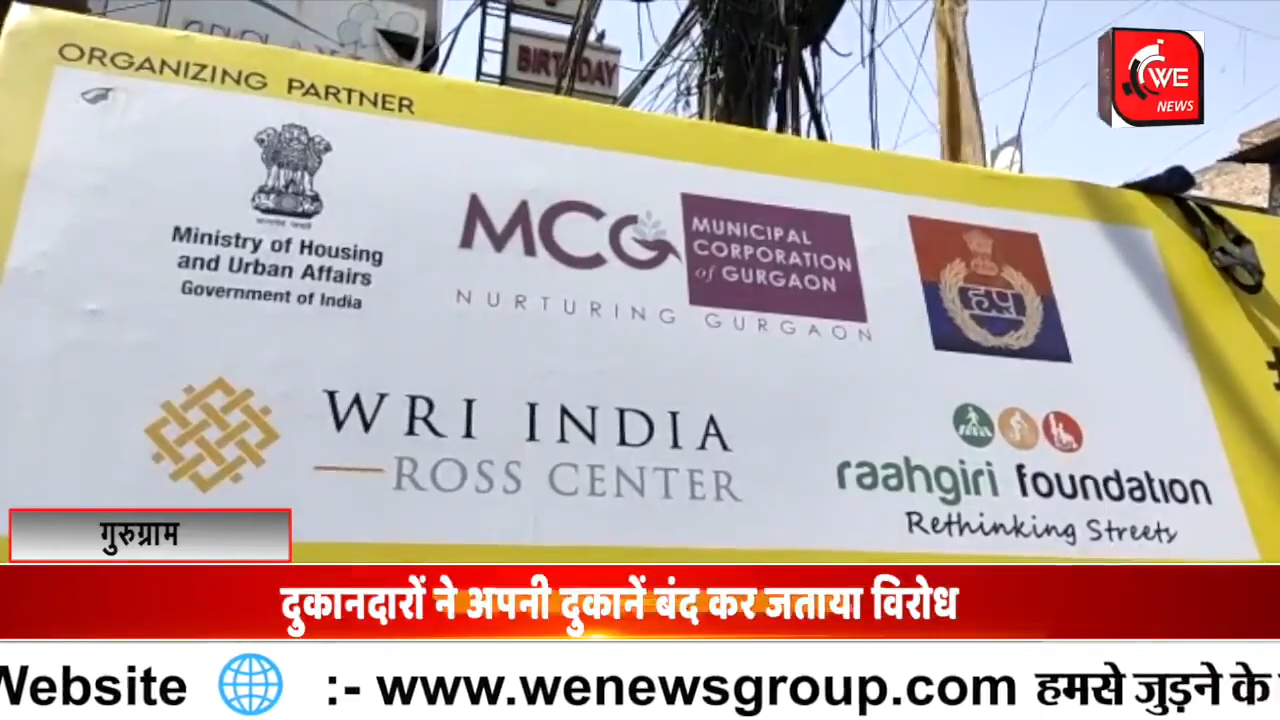 BIRTHDAY
WE
NEWS
ORGANIZING PARTNER
Ministry of Housing
and Urban Affairs
Government of India
MCG
MUNICIPAL
CORPORATION
of GURGAON
NURTURING GURGAON
WRI INDIA
ROSS CENTER
raahgiri foundation
Rethinking Streets
गुरुग्राम
दुकानदारों ने अपनी दुकानें बंद कर जताया विरोध
Website :- www.wenewsgroup.com हमसे जुड़ने के